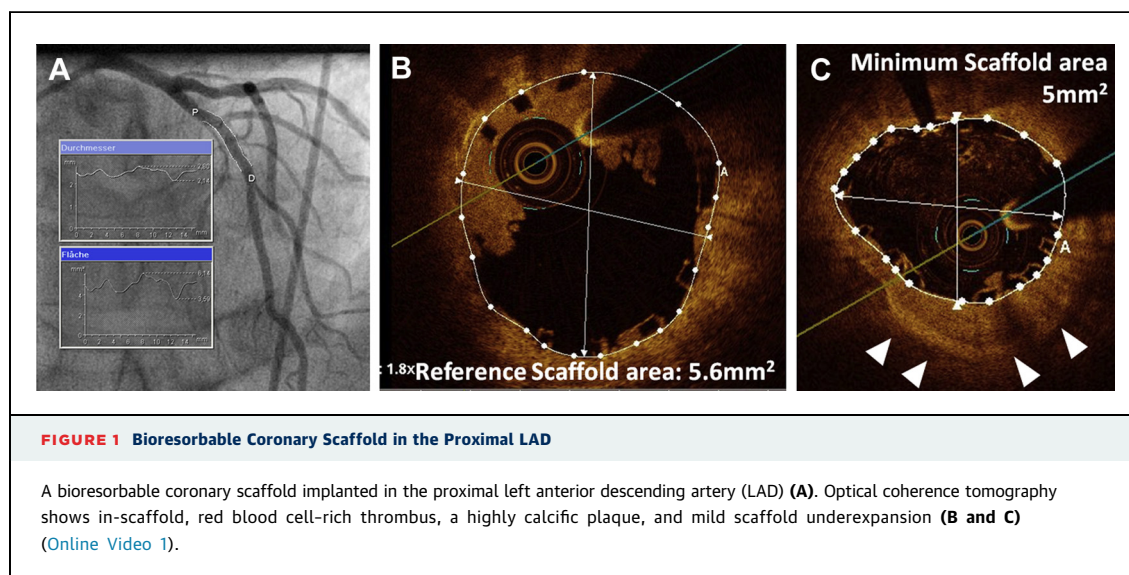 A
P
D
Durchmesser
mm
2
1
0
2,80
2,14
0 2 4 6 8 10 12 14 mm
Fläche
mm²
4
0
6,14
3,59
0 2 4 6 8 10 12 14 mm
B
A
: 1.8x
Reference Scaffold area: 5.6mm²
C
Minimum Scaffold area
5mm²
A
FIGURE 1 Bioresorbable Coronary Scaffold in the Proximal LAD
A bioresorbable coronary scaffold implanted in the proximal left anterior descending artery (LAD) (A). Optical coherence tomography
shows in-scaffold, red blood cell–rich thrombus, a highly calcific plaque, and mild scaffold underexpansion (B and C)
(Online Video 1).